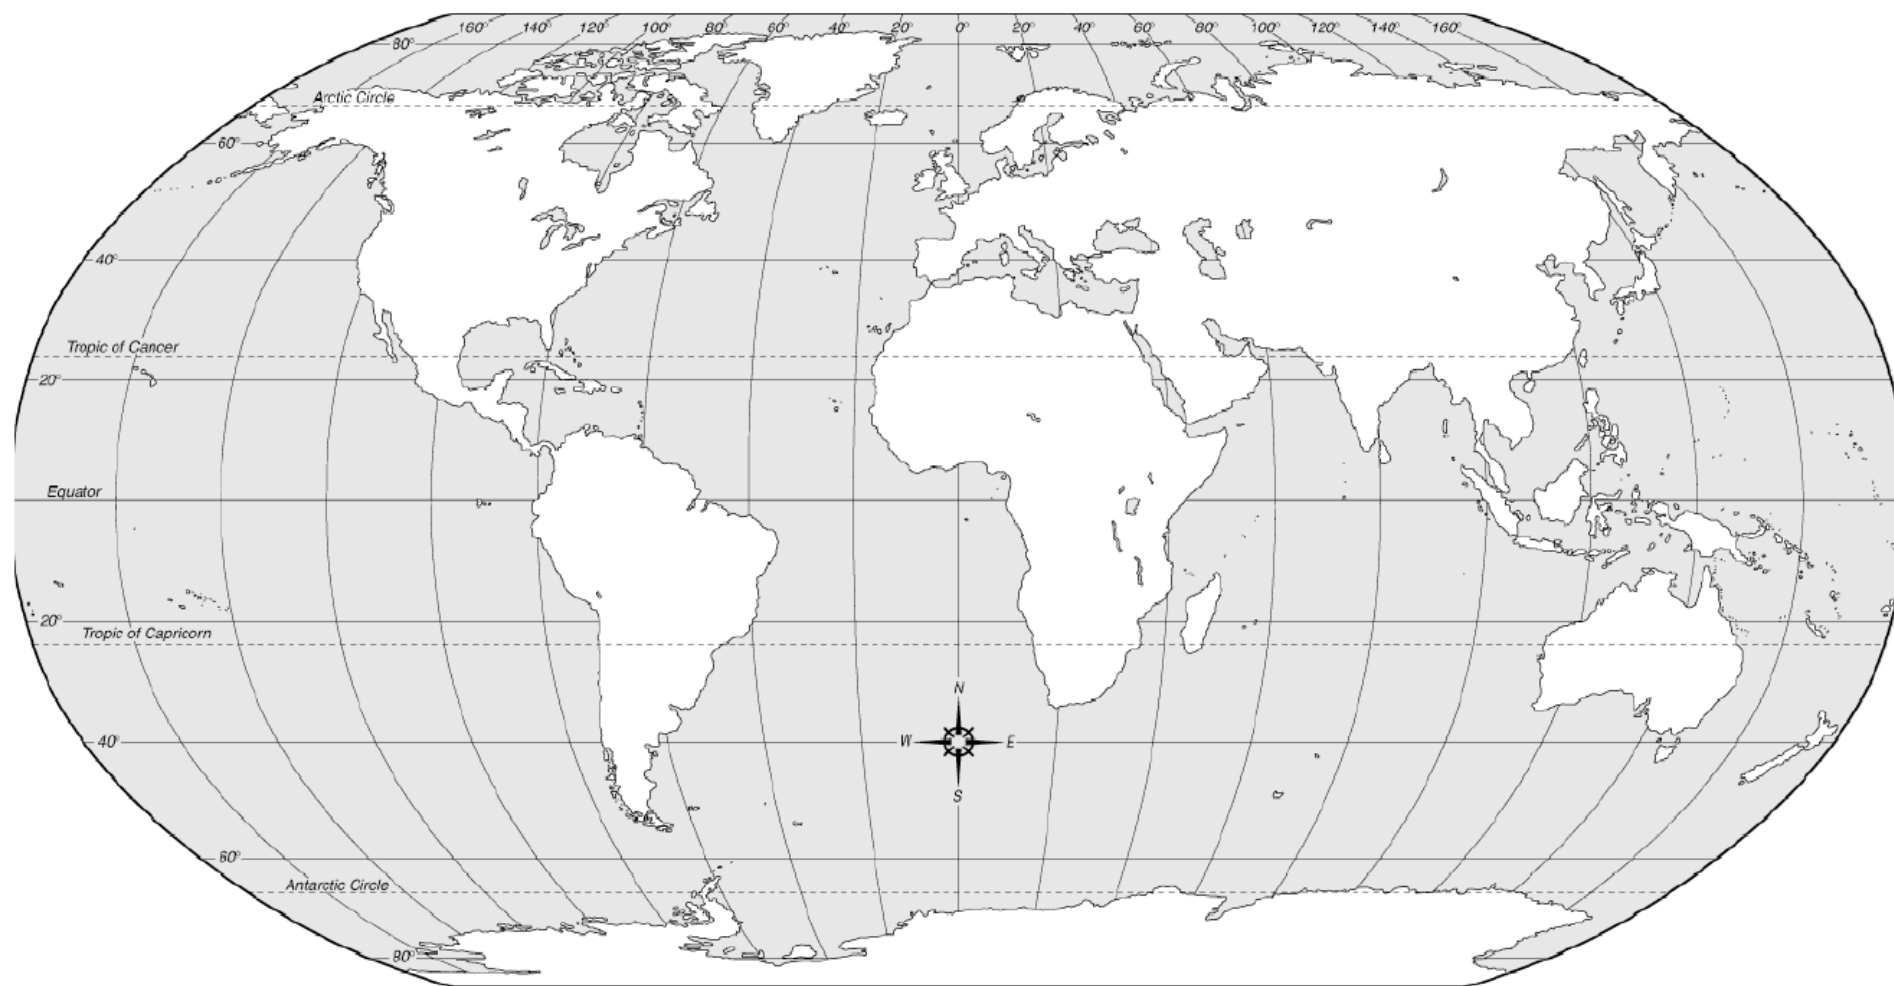 160° 140° 120° 100° 80° 60° 40° 20° 0° 20° 40° 60° 80° 100° 120° 140° 160°
80°
Arctic Circle
60°
40°
Tropic of Cancer
20°
Equator
20°
Tropic of Capricorn
N
40° W E
S
60°
Antarctic Circle
80°